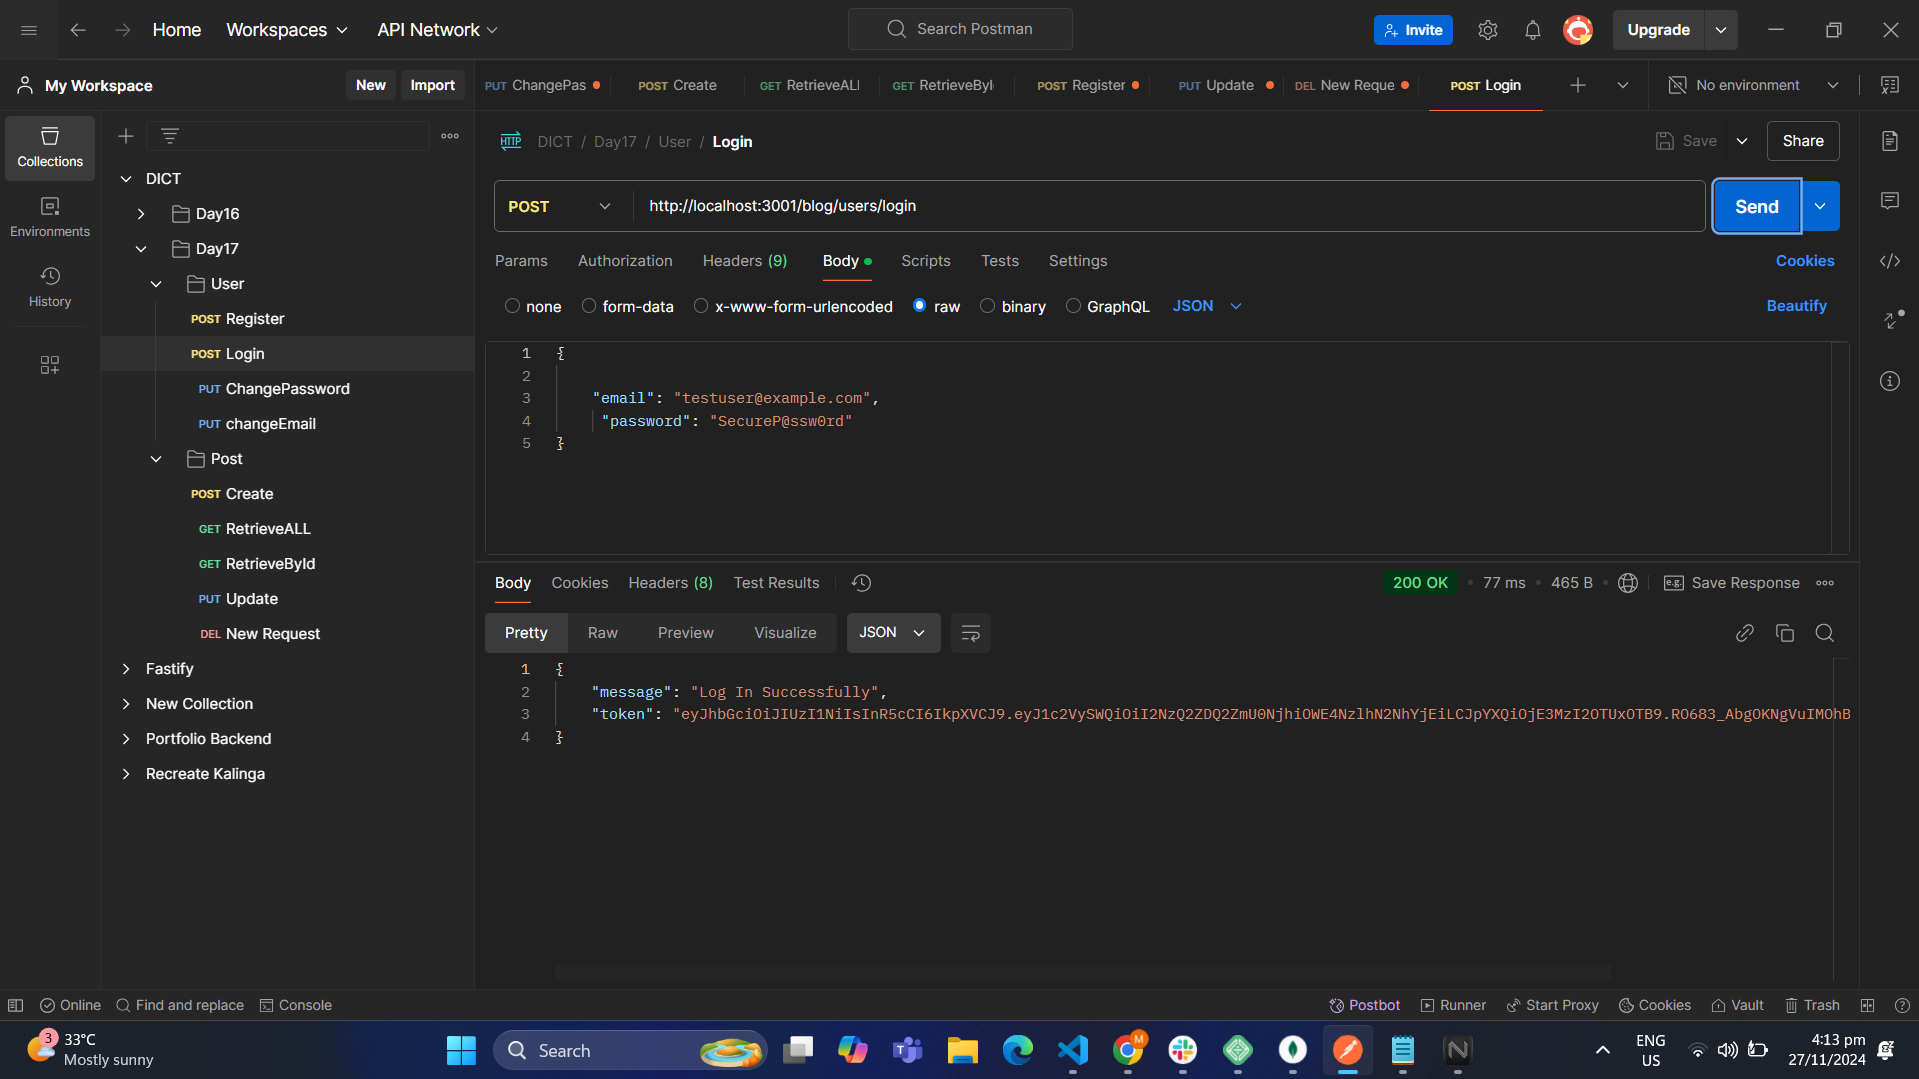 Home
Workspaces
API Network
Search Postman
Invite
Upgrade
My Workspace
New
Import
PUT ChangePas
POST Create
GET RetrieveALL
GET RetrieveById
POST Register
PUT Update
DEL New Reque
POST Login
No environment
Collections
Environments
History
DICT
Day16
Day17
User
POST Register
POST Login
PUT ChangePassword
PUT changeEmail
Post
POST Create
GET RetrieveALL
GET RetrieveById
PUT Update
DEL New Request
Fastify
New Collection
Portfolio Backend
Recreate Kalinga
HTTP DICT / Day17 / User / Login
Save
Share
POST
http://localhost:3001/blog/users/login
Send
Params
Authorization
Headers (9)
Body
Scripts
Tests
Settings
Cookies
none
form-data
x-www-form-urlencoded
raw
binary
GraphQL
JSON
Beautify
1 {
2
3 "email": "testuser@example.com",
4 "password": "SecureP@ssw0rd"
5 }
Body
Cookies
Headers (8)
Test Results
200 OK
77 ms
465 B
e.g. Save Response
Pretty
Raw
Preview
Visualize
JSON
1 {
2 "message": "Log In Successfully",
3 "token": "eyJhbGciOiJIUzI1NiIsInR5cCI6IkpXVCJ9.eyJ1c2VySWQiOiI2NzQ2ZDQ2ZmU0NjhiOWE4NzlhN2NhYjEiLCJpYXQiOjE3MzI2OTUxOTB9.RO683_AbgOKNgVuIMOhB
4 }
Online
Find and replace
Console
Postbot
Runner
Start Proxy
Cookies
Vault
Trash
3
33°C
Mostly sunny
Search
M
ENG
US
4:13 pm
27/11/2024